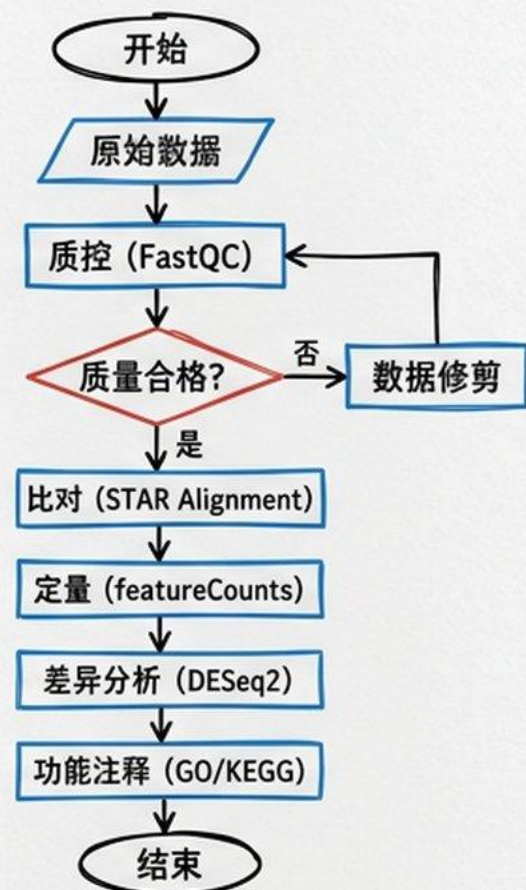 开始
原始数据
质控（FastQC）
质量合格?
否
数据修剪
是
比对（STAR Alignment）
定量（featureCounts）
差异分析（DESeq2）
功能注释（GO/KEGG）
结束